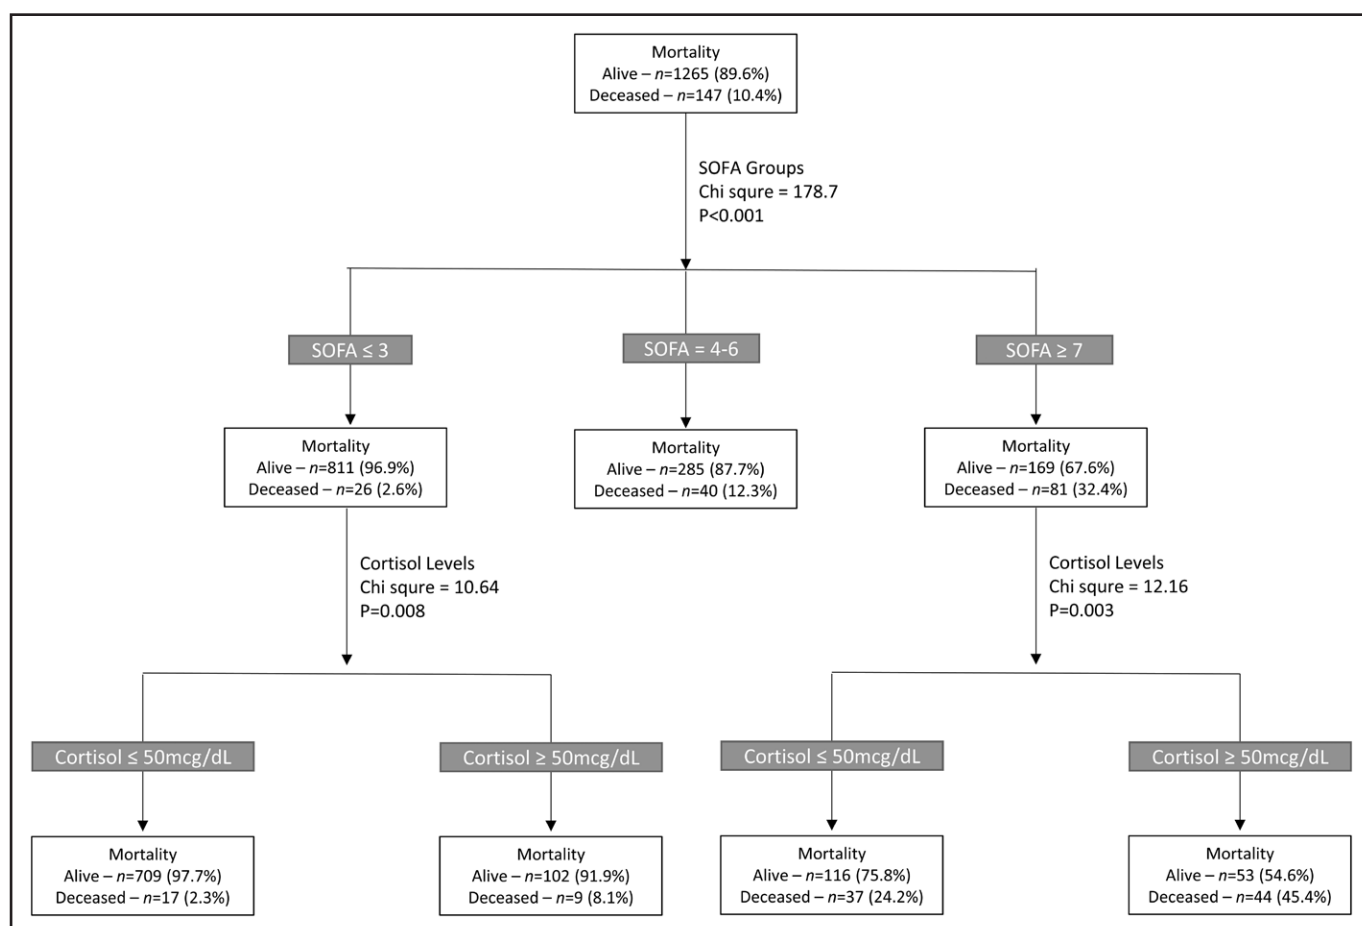 Mortality
Alive – n=1265 (89.6%)
Deceased – n=147 (10.4%)
SOFA Groups
Chi squre = 178.7
P<0.001
SOFA ≤ 3
SOFA = 4-6
SOFA ≥ 7
Mortality
Alive – n=811 (96.9%)
Deceased – n=26 (2.6%)
Mortality
Alive – n=285 (87.7%)
Deceased – n=40 (12.3%)
Mortality
Alive – n=169 (67.6%)
Deceased – n=81 (32.4%)
Cortisol Levels
Chi squre = 10.64
P=0.008
Cortisol Levels
Chi squre = 12.16
P=0.003
Cortisol ≤ 50mcg/dL
Cortisol ≥ 50mcg/dL
Cortisol ≤ 50mcg/dL
Cortisol ≥ 50mcg/dL
Mortality
Alive – n=709 (97.7%)
Deceased – n=17 (2.3%)
Mortality
Alive – n=102 (91.9%)
Deceased – n=9 (8.1%)
Mortality
Alive – n=116 (75.8%)
Deceased – n=37 (24.2%)
Mortality
Alive – n=53 (54.6%)
Deceased – n=44 (45.4%)